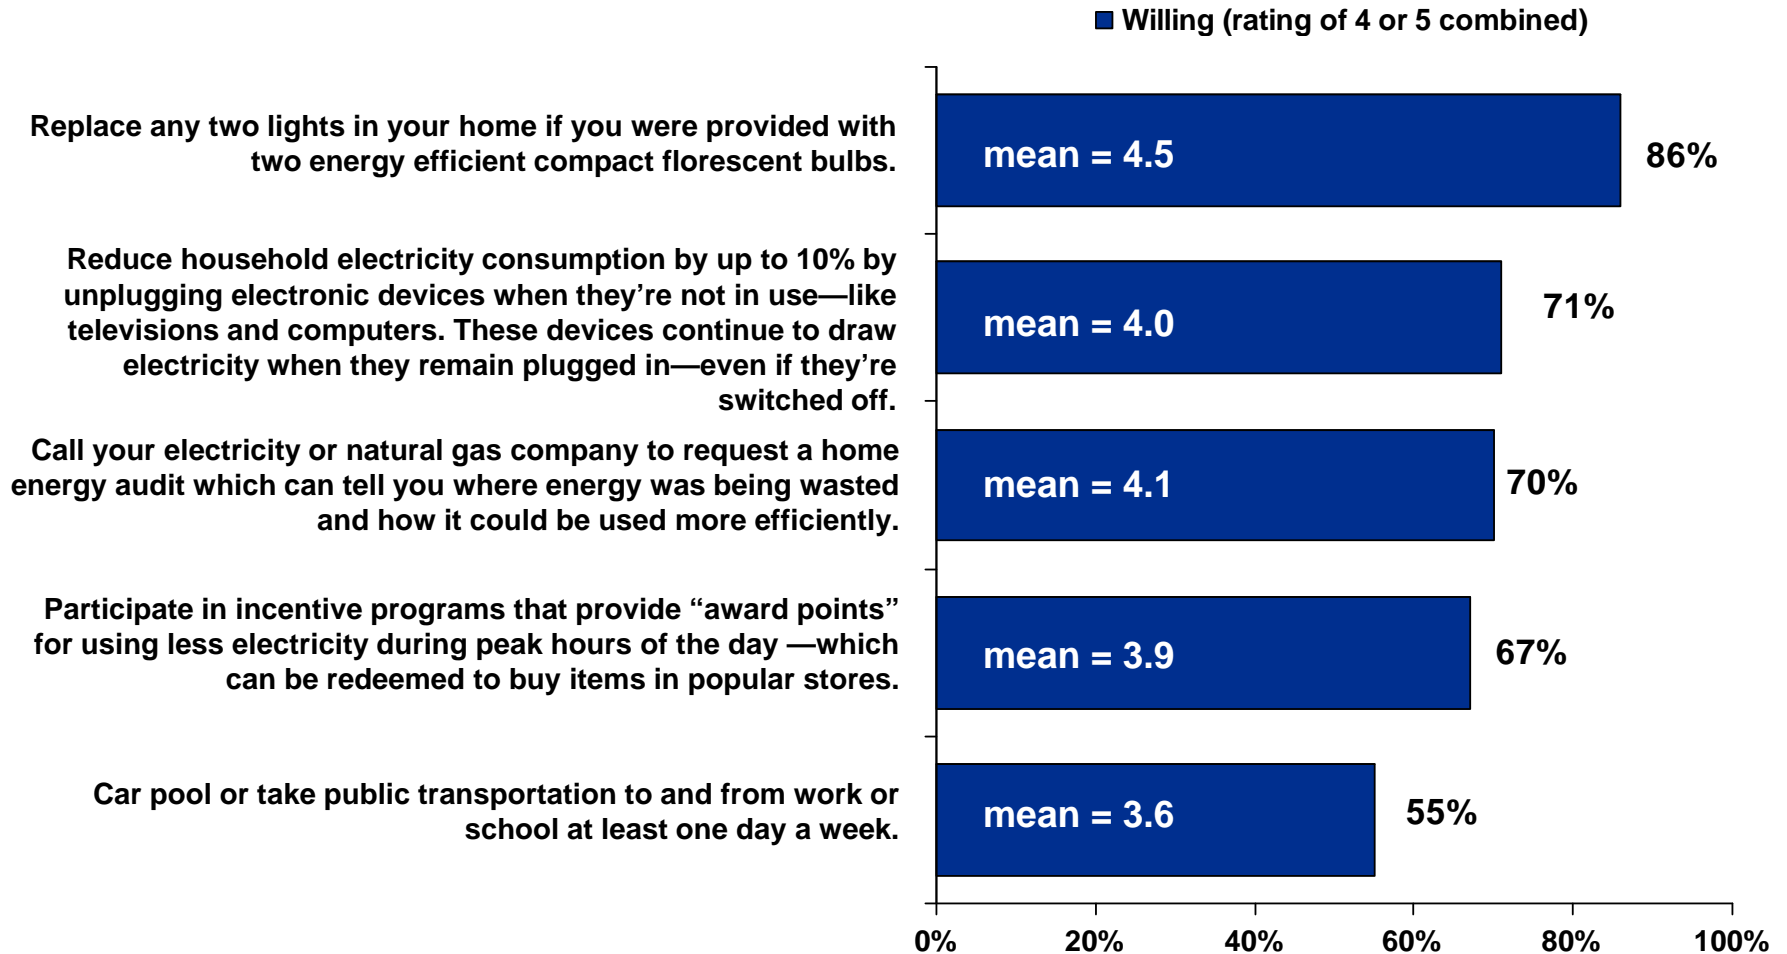 Willing (rating of 4 or 5 combined)
Replace any two lights in your home if you were provided with
two energy efficient compact florescent bulbs.
mean = 4.5
86%
Reduce household electricity consumption by up to 10% by
unplugging electronic devices when they’re not in use—like
televisions and computers. These devices continue to draw
electricity when they remain plugged in—even if they’re
switched off.
mean = 4.0
71%
Call your electricity or natural gas company to request a home
energy audit which can tell you where energy was being wasted
and how it could be used more efficiently.
mean = 4.1
70%
Participate in incentive programs that provide “award points”
for using less electricity during peak hours of the day —which
can be redeemed to buy items in popular stores.
mean = 3.9
67%
Car pool or take public transportation to and from work or
school at least one day a week.
mean = 3.6
55%
0% 20% 40% 60% 80% 100%